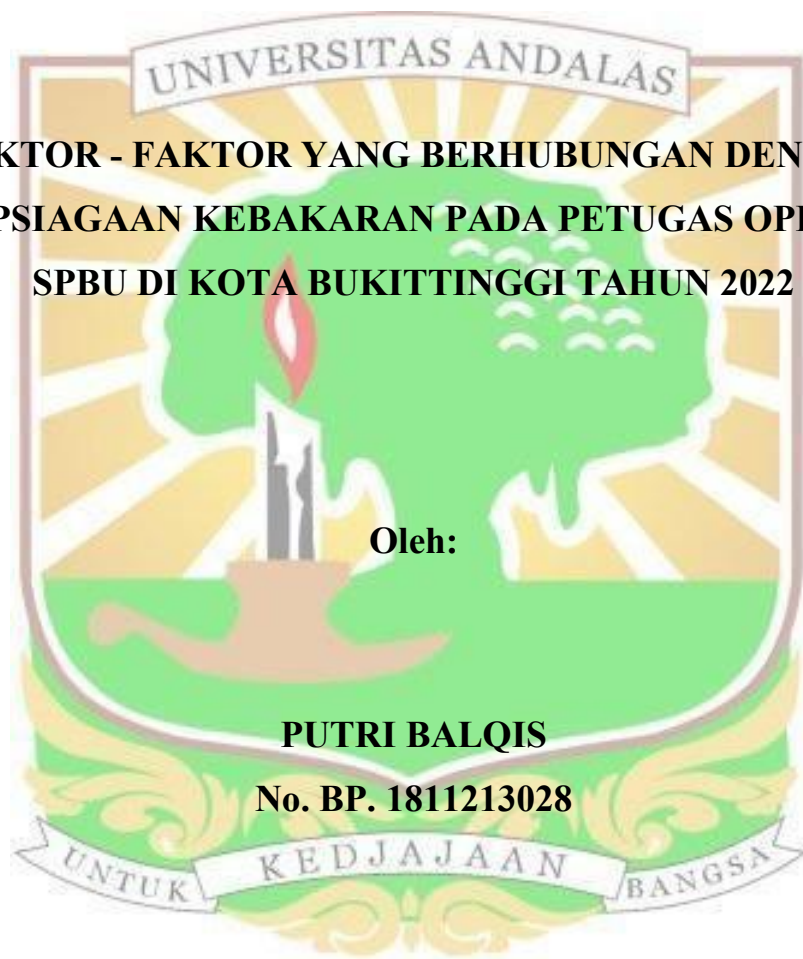 UNIVERSITAS ANDALAS
KTOR - FAKTOR YANG BERHUBUNGAN DEN
PSIAGAAN KEBAKARAN PADA PETUGAS OP
SPBU DI KOTA BUKITTINGGI TAHUN 2022
Oleh:
PUTRI BALQIS
No. BP. 1811213028
UNTUK KEDJAJAAN BANGSA